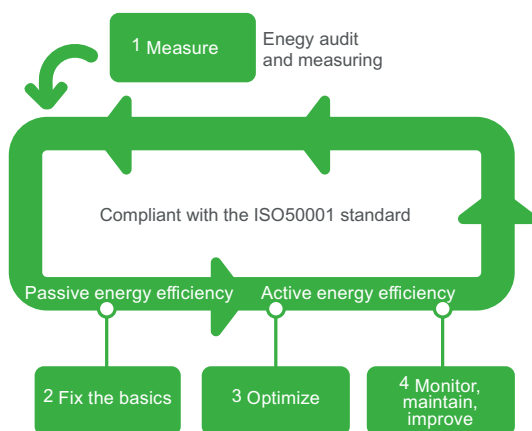 1 Measure
Enegy audit
and measuring
Compliant with the ISO50001 standard
Passive energy efficiency
Active energy efficiency
2 Fix the basics
3 Optimize
4 Monitor,
maintain,
improve